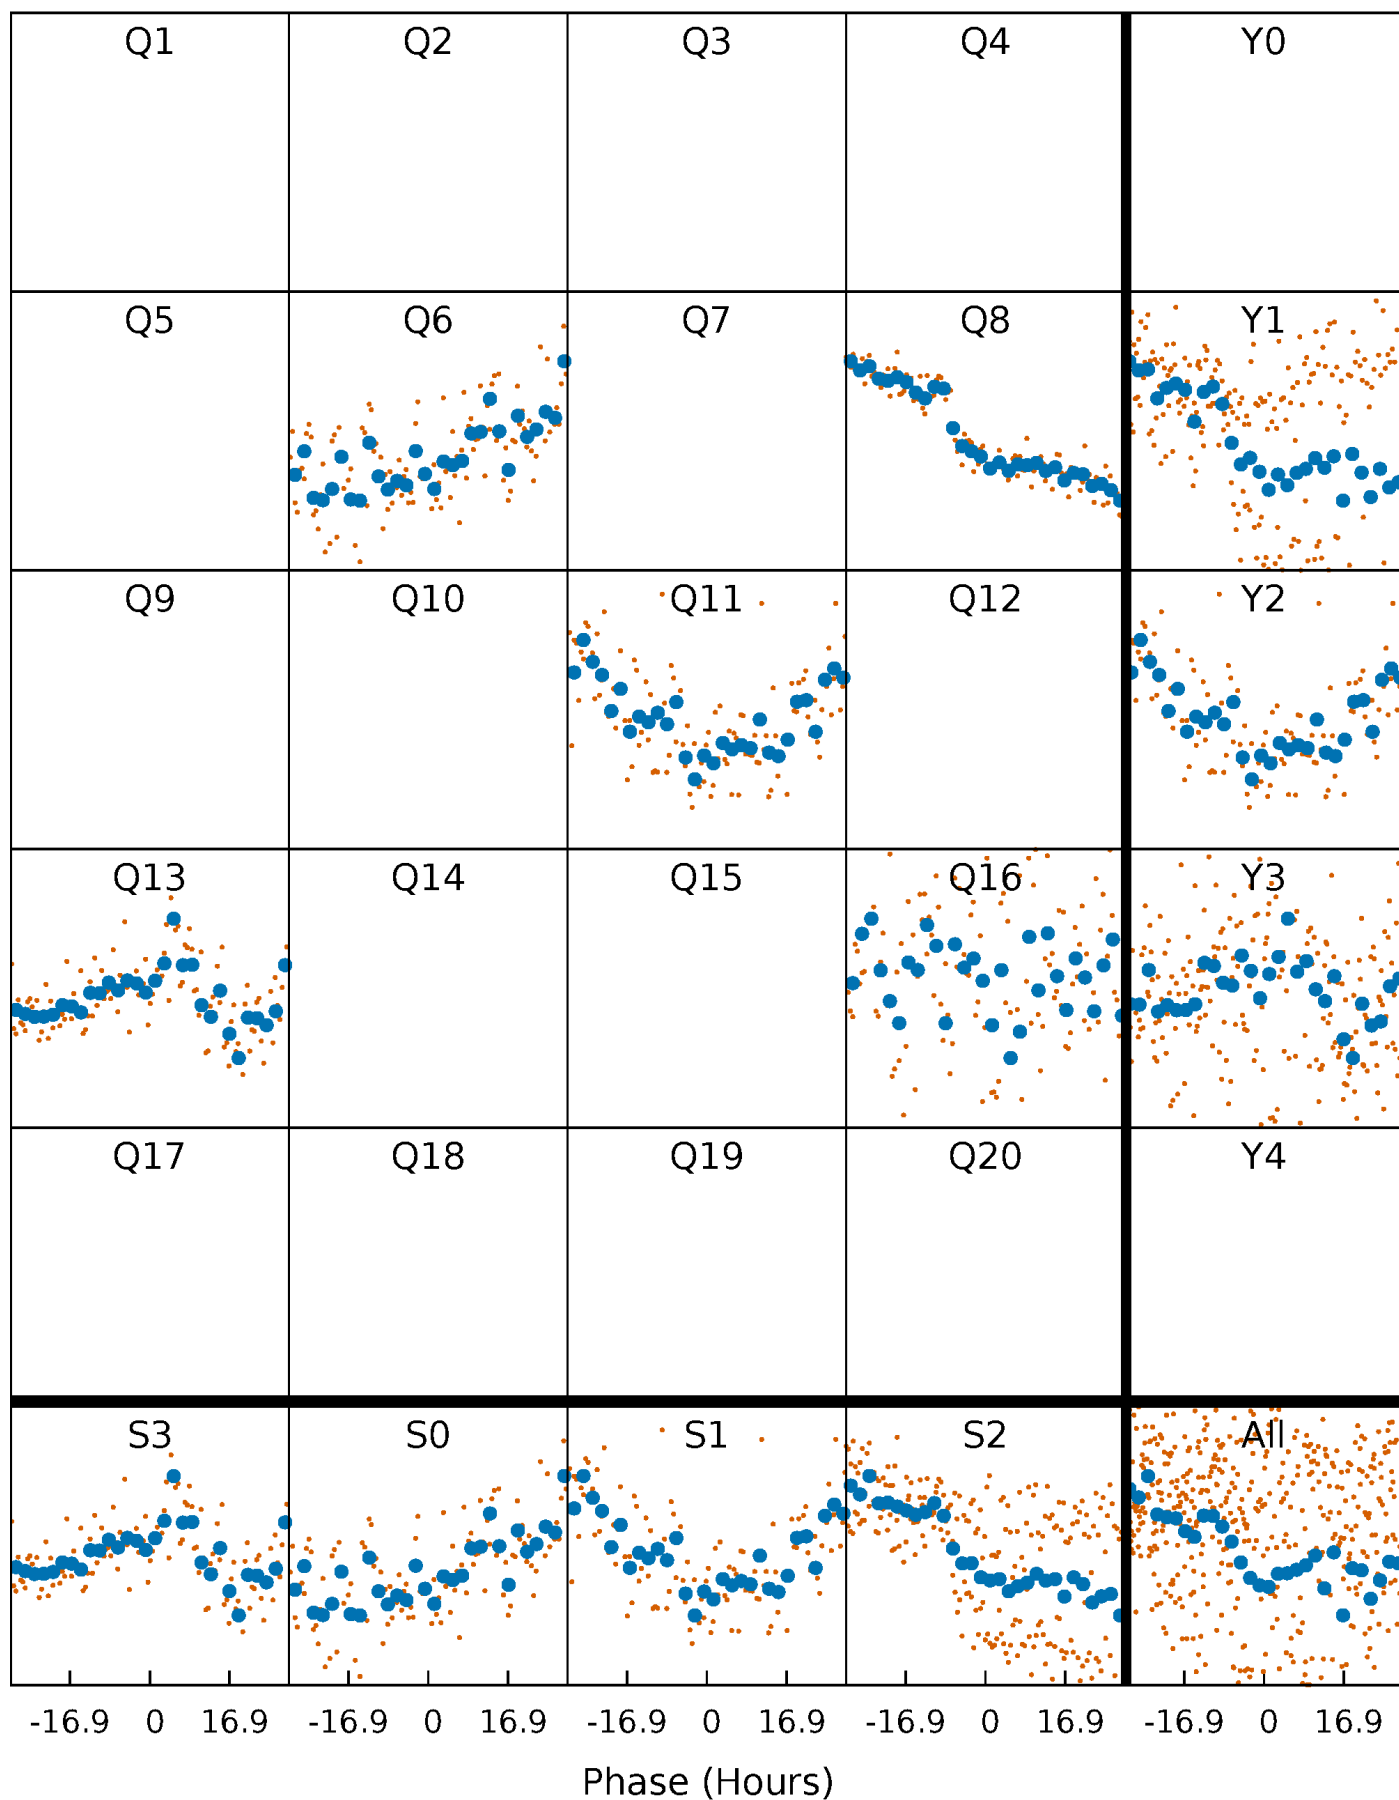 Q1 Q2 Q3 Q4 Y0
Q5 Q6 Q7 Q8 Y1
Q9 Q10 Q11 Q12 Y2
Q13 Q14 Q15 Q16 Y3
Q17 Q18 Q19 Q20 Y4
S3 S0 S1 S2 All
-16.9 0 16.9 -16.9 0 16.9 -16.9 0 16.9 -16.9 0 16.9 -16.9 0 16.9
Phase (Hours)